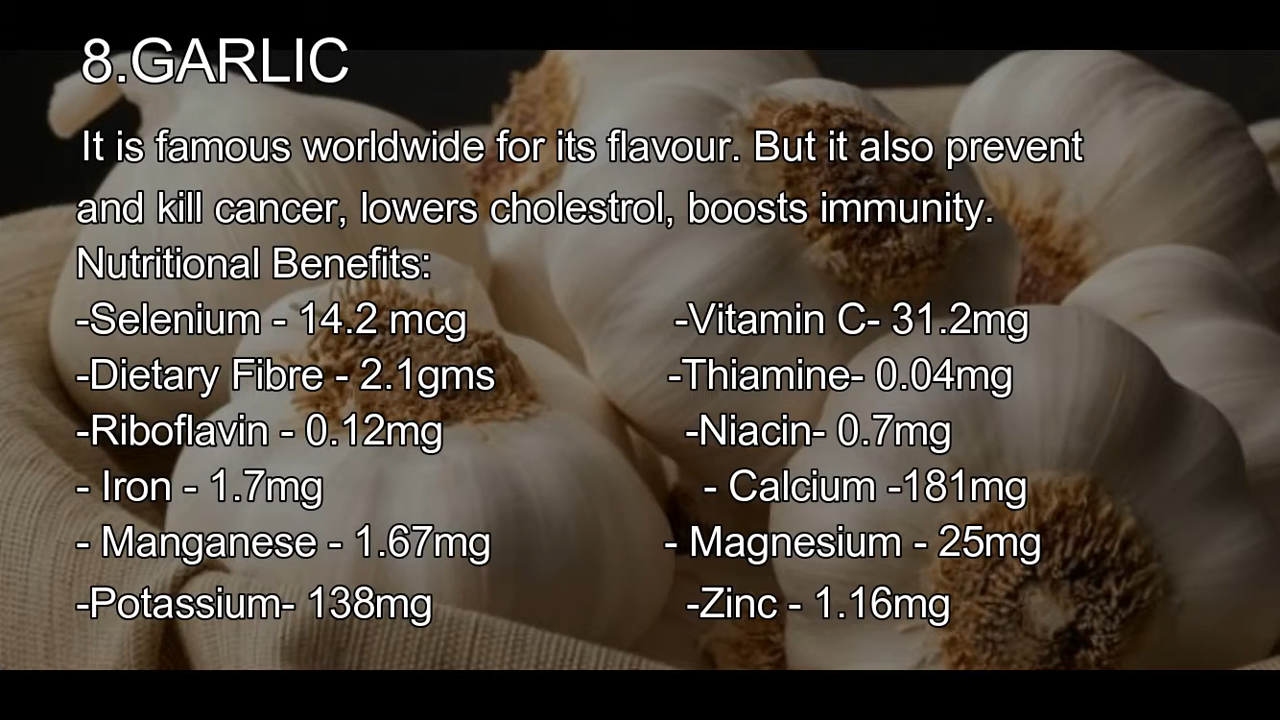 8.GARLIC
It is famous worldwide for its flavour. But it also prevent
and kill cancer, lowers cholestrol, boosts immunity.
Nutritional Benefits:
-Selenium - 14.2 mcg -Vitamin C- 31.2mg
-Dietary Fibre - 2.1gms -Thiamine- 0.04mg
-Riboflavin - 0.12mg -Niacin- 0.7mg
- Iron - 1.7mg - Calcium -181mg
- Manganese - 1.67mg - Magnesium - 25mg
-Potassium- 138mg -Zinc - 1.16mg